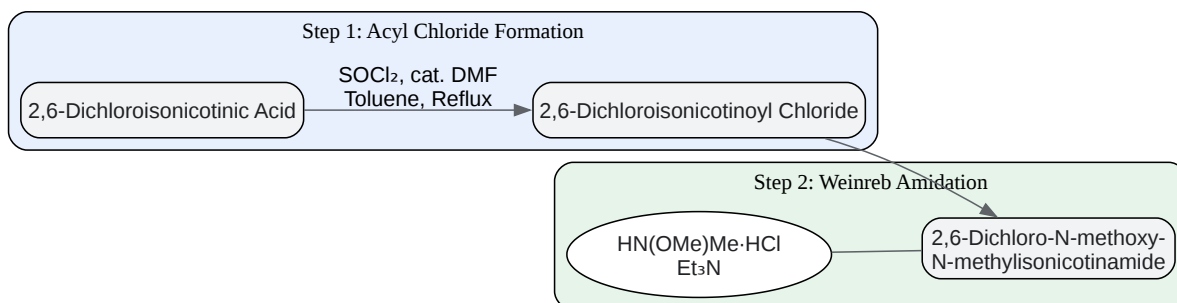 Step 1: Acyl Chloride Formation
SOCl₂, cat. DMF
Toluene, Reflux
2,6-Dichloroisonicotinic Acid
2,6-Dichloroisonicotinoyl Chloride
Step 2: Weinreb Amidation
HN(OMe)Me·HCl
Et₃N
2,6-Dichloro-N-methoxy-
N-methylisonicotinamide